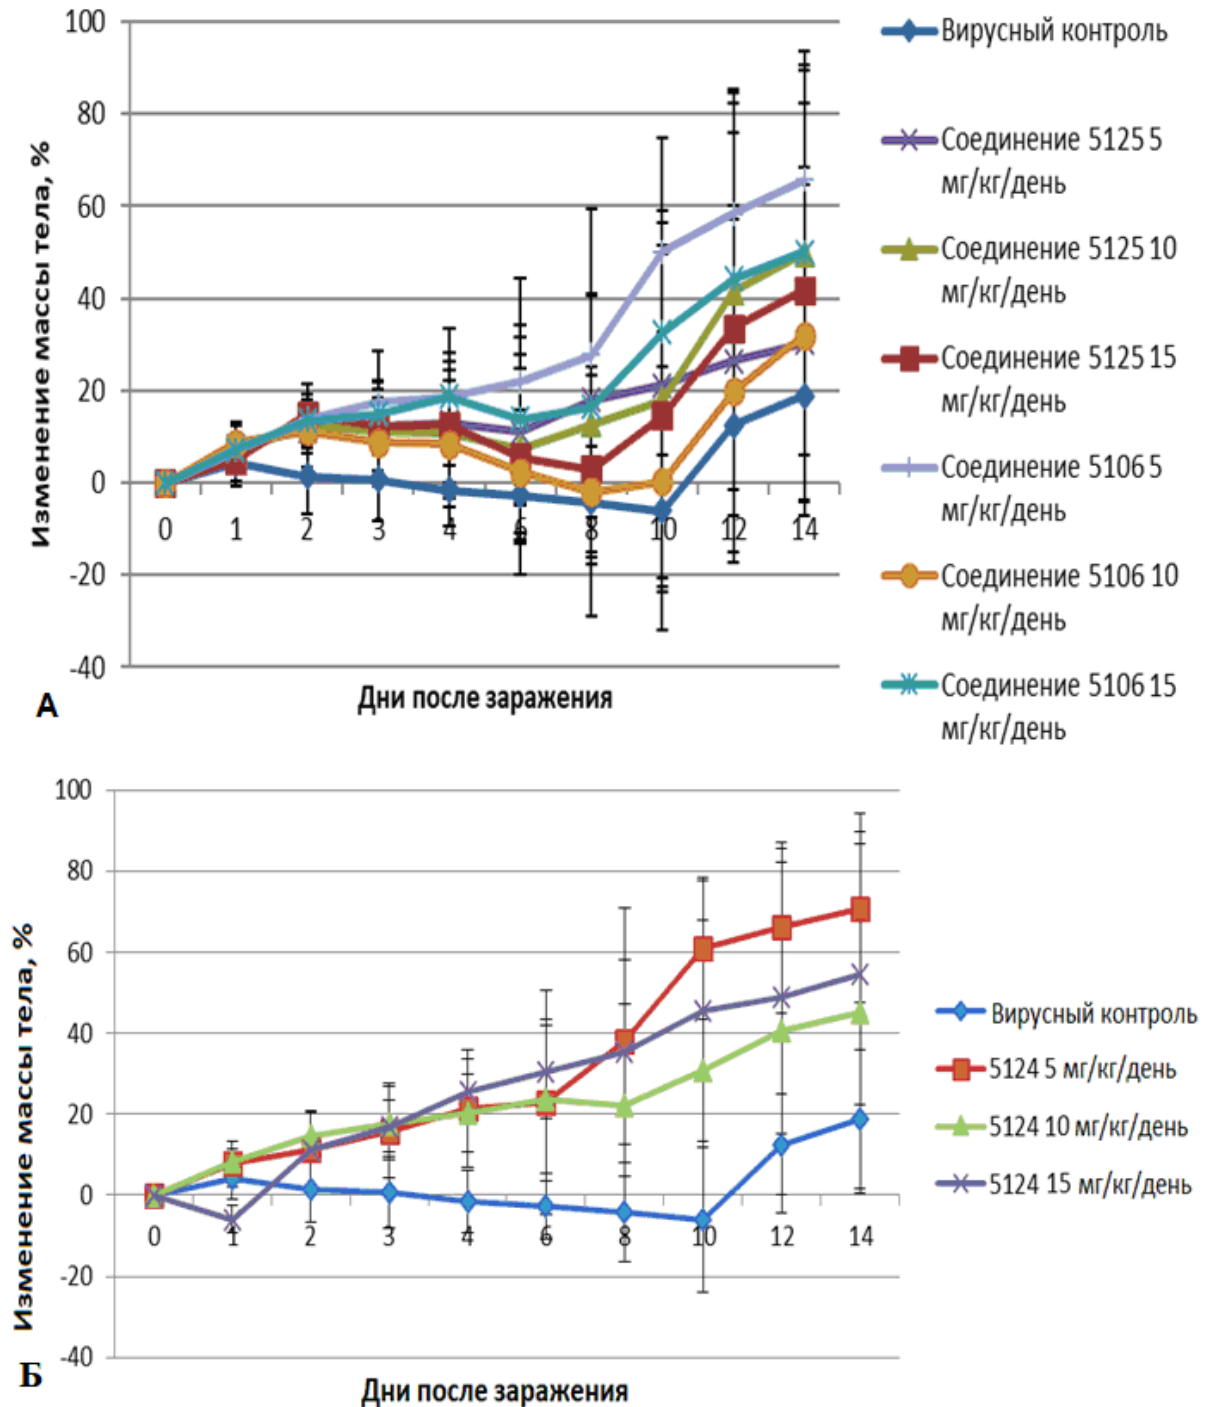 100
80
60
40
20
0
-20
-40
0 1 2 3 4 6 8 10 12 14
Изменение массы тела, %
Дни после заражения
А
Вирусный контроль
Соединение 5125 5
мг/кг/день
Соединение 5125 10
мг/кг/день
Соединение 5125 15
мг/кг/день
Соединение 5106 5
мг/кг/день
Соединение 5106 10
мг/кг/день
Соединение 5106 15
мг/кг/день
100
80
60
40
20
0
-20
-40
0 1 2 3 4 6 8 10 12 14
Изменение массы тела, %
Дни после заражения
Б
Вирусный контроль
5124 5 мг/кг/день
5124 10 мг/кг/день
5124 15 мг/кг/день